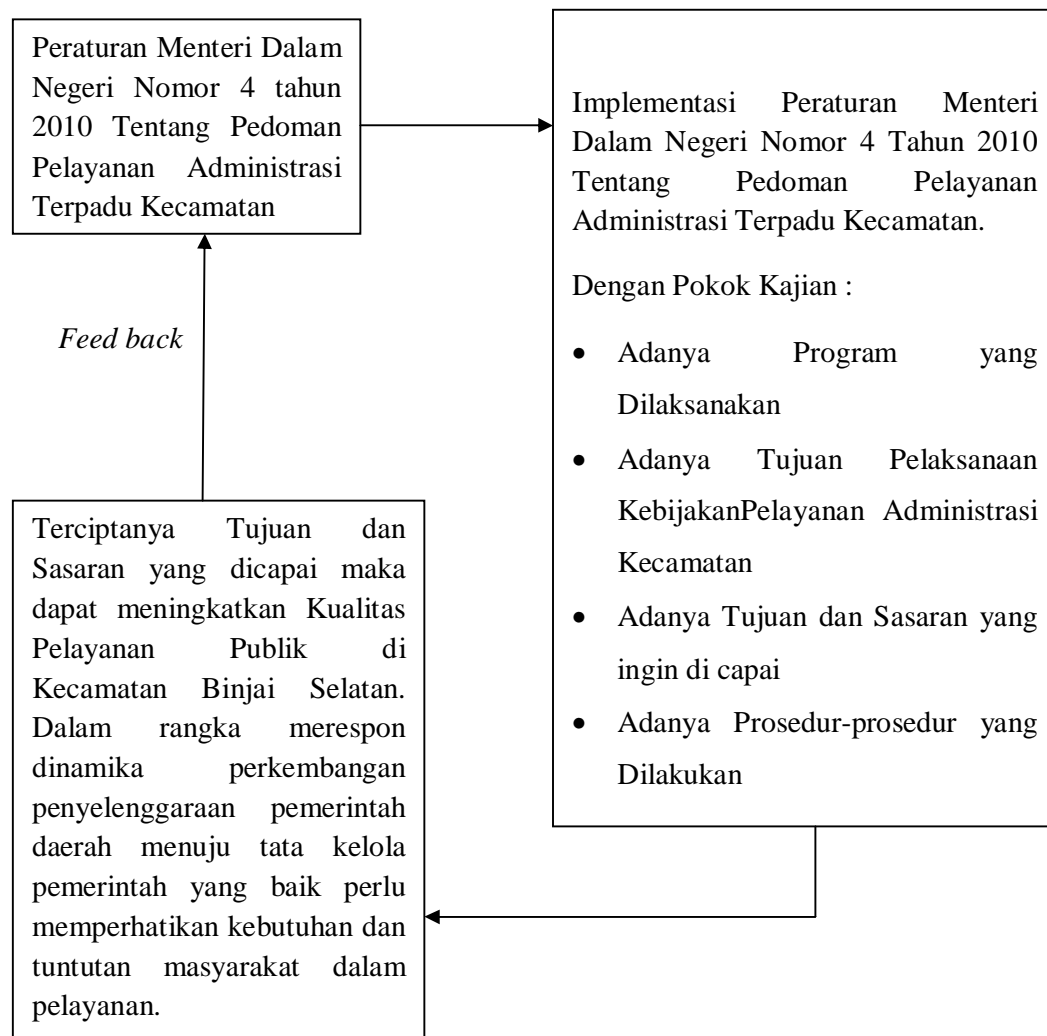 Peraturan Menteri Dalam
Negeri Nomor 4 tahun
2010 Tentang Pedoman
Pelayanan Administrasi
Terpadu Kecamatan
Implementasi Peraturan Menteri
Dalam Negeri Nomor 4 Tahun 2010
Tentang Pedoman Pelayanan
Administrasi Terpadu Kecamatan.
Dengan Pokok Kajian :
• Adanya Program yang
Dilaksanakan
• Adanya Tujuan Pelaksanaan
KebijakanPelayanan Administrasi
Kecamatan
• Adanya Tujuan dan Sasaran yang
ingin di capai
• Adanya Prosedur-prosedur yang
Dilakukan
Feed back
Terciptanya Tujuan dan
Sasaran yang dicapai maka
dapat meningkatkan Kualitas
Pelayanan Publik di
Kecamatan Binjai Selatan.
Dalam rangka merespon
dinamika perkembangan
penyelenggaraan pemerintah
daerah menuju tata kelola
pemerintah yang baik perlu
memperhatikan kebutuhan dan
tuntutan masyarakat dalam
pelayanan.